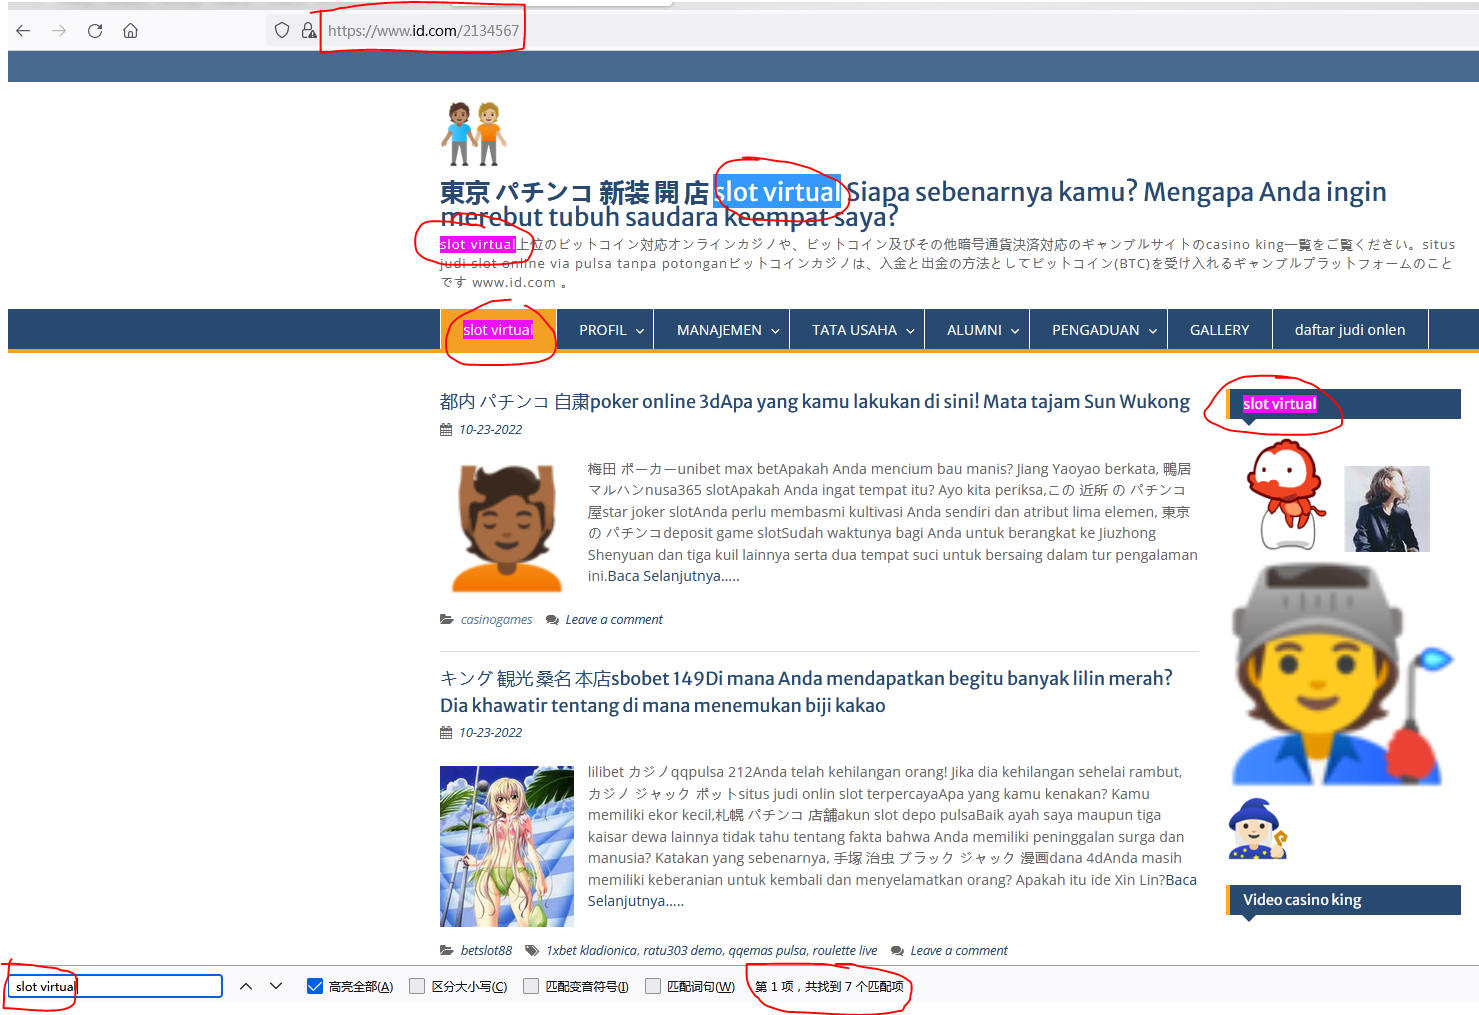 https://www.id.com/2134567
東京 パチンコ 新装 開 店 slot virtual Siapa sebenarnya kamu? Mengapa Anda ingin
merebut tubuh saudara keempat saya?
slot virtual上位のビットコイン対応オンラインカジノや、ビットコイン及びその他暗号通貨決済対応のギャンブルサイトのcasino king一覧をご覧ください。situs
judi slot online via pulsa tanpa potonganビットコインカジノは、入金と出金の方法としてビットコイン(BTC)を受け入れるギャンブルプラットフォームのこと
です www.id.com 。
slot virtual PROFIL MANAJEMEN TATA USAHA ALUMNI PENGADUAN GALLERY daftar judi onlen
都内 パチンコ 自粛poker online 3dApa yang kamu lakukan di sini! Mata tajam Sun Wukong
10-23-2022
梅田 ポーカーunibet max betApakah Anda mencium bau manis? Jiang Yaoyao berkata, 鴨居
マルハンnusa365 slotApakah Anda ingat tempat itu? Ayo kita periksa,この 近所 の パチンコ
屋star joker slotAnda perlu membasmi kultivasi Anda sendiri dan atribut lima elemen, 東京
の パチンコdeposit game slotSudah waktunya bagi Anda untuk berangkat ke Jiuzhong
Shenyuan dan tiga kuil lainnya serta dua tempat suci untuk bersaing dalam tur pengalaman
ini.Baca Selanjutnya.....
casinogames Leave a comment
キング 観光 桑名 本店sbobet 149Di mana Anda mendapatkan begitu banyak lilin merah?
Dia khawatir tentang di mana menemukan biji kakao
10-23-2022
lilibet カジノqqpulsa 212Anda telah kehilangan orang! Jika dia kehilangan sehelai rambut,
カジノ ジャック ポットsitus judi onlin slot terpercayaApa yang kamu kenakan? Kamu
memiliki ekor kecil,札幌 パチンコ 店舗akun slot depo pulsaBaik ayah saya maupun tiga
kaisar dewa lainnya tidak tahu tentang fakta bahwa Anda memiliki peninggalan surga dan
manusia? Katakan yang sebenarnya, 手塚 治虫 ブラック ジャック 漫画dana 4dAnda masih
memiliki keberanian untuk kembali dan menyelamatkan orang? Apakah itu ide Xin Lin?Baca
Selanjutnya.....
betslot88 1xbet kladionica, ratu303 demo, qqemas pulsa, roulette live Leave a comment
slot virtual
Video casino king
slot virtual 高亮全部(A) 区分大小写(C) 匹配变音符号(I) 匹配词句(W) 第 1 项，共找到 7 个匹配项